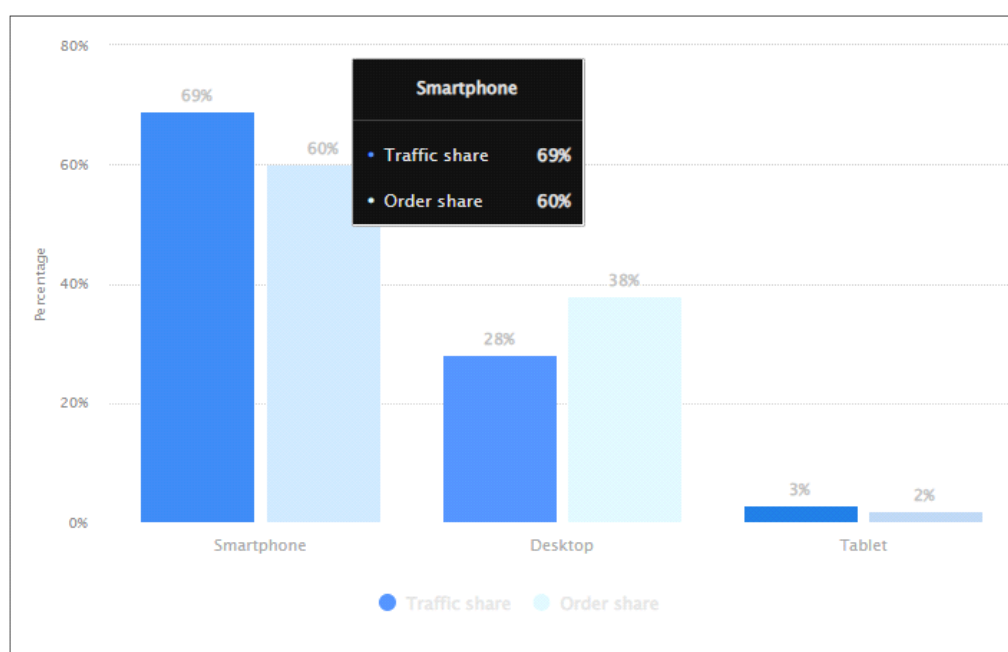 80%
Smartphone
69%
Traffic share 69%
60%
60%
Order share 60%
Percentage
40%
38%
28%
20%
3%
2%
0%
Smartphone Desktop Tablet
Traffic share Order share